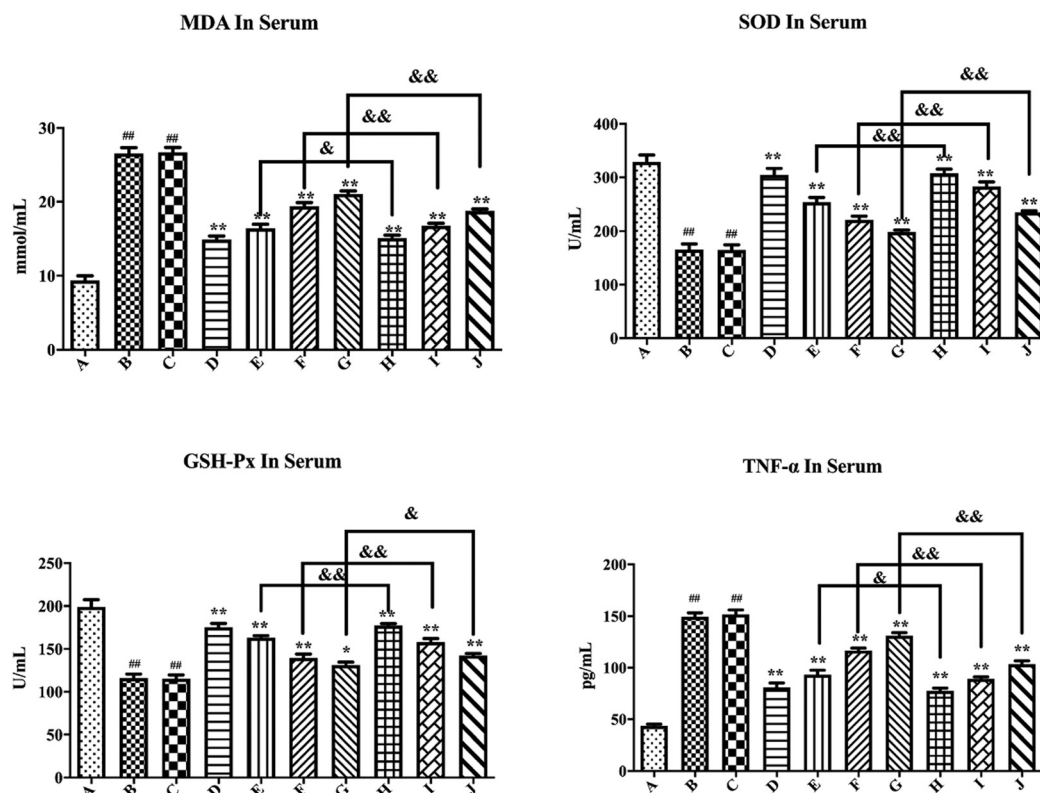 MDA In Serum
&&
&&
&
mmol/mL
30
20
10
0
##
##
**
**
**
**
**
**
**
A
B
C
D
E
F
G
H
I
J
SOD In Serum
&&
&&
&&
U/mL
400
300
200
100
0
##
##
**
**
**
**
**
**
**
A
B
C
D
E
F
G
H
I
J
GSH-Px In Serum
&
&&
&&
U/mL
250
200
150
100
50
0
##
##
**
**
**
*
**
**
**
A
B
C
D
E
F
G
H
I
J
TNF-α In Serum
&&
&&
&
pg/mL
200
150
100
50
0
##
##
**
**
**
**
**
**
**
A
B
C
D
E
F
G
H
I
J